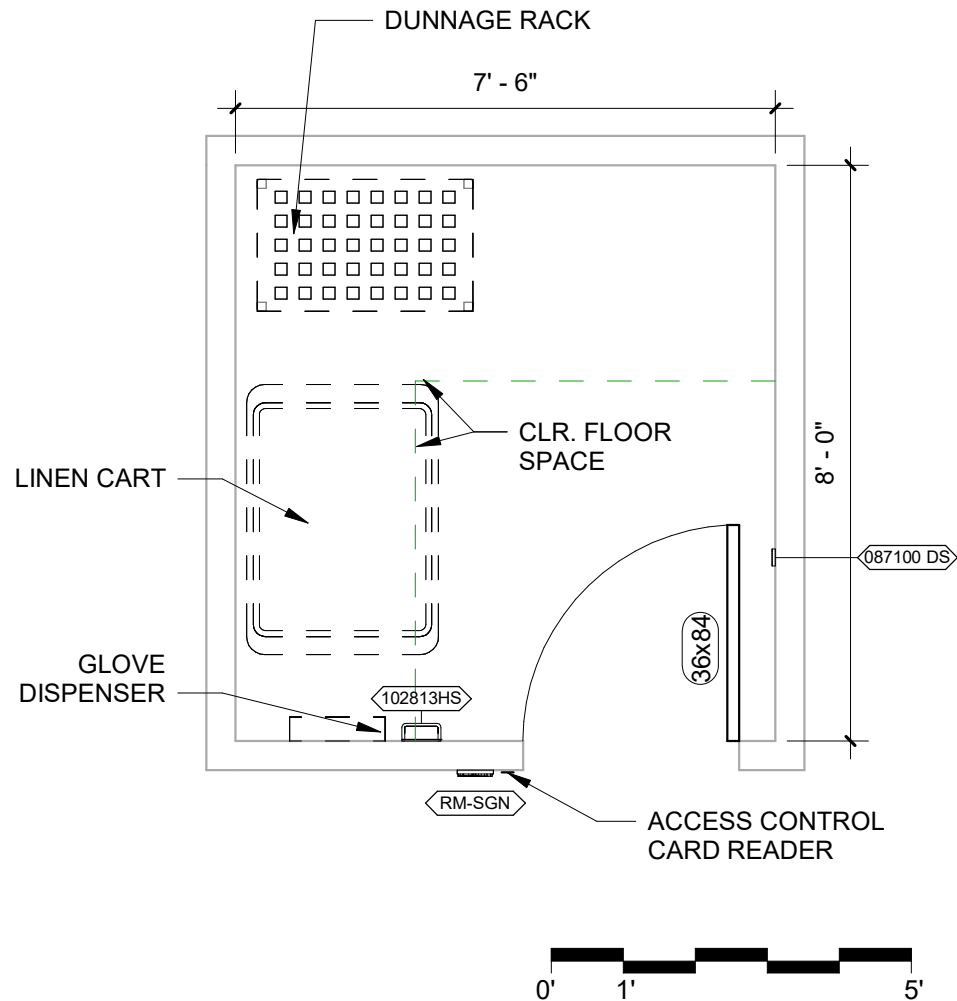 DUNNAGE RACK
7' - 6"
CLR. FLOOR
SPACE
LINEN CART
8' - 0"
087100 DS
36x84
GLOVE
DISPENSER
102813HS
RM-SGN
ACCESS CONTROL
CARD READER
0' 1' 5'